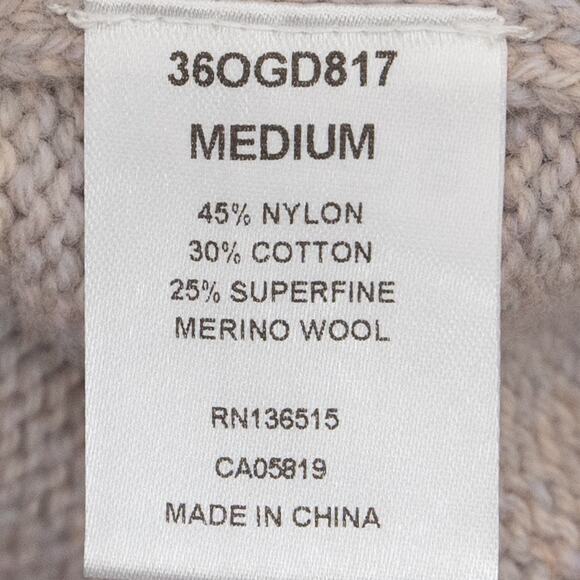 36OGD817
MEDIUM
45% NYLON
30% COTTON
25% SUPERFINE
MERINO WOOL
RN136515
CA05819
MADE IN CHINA